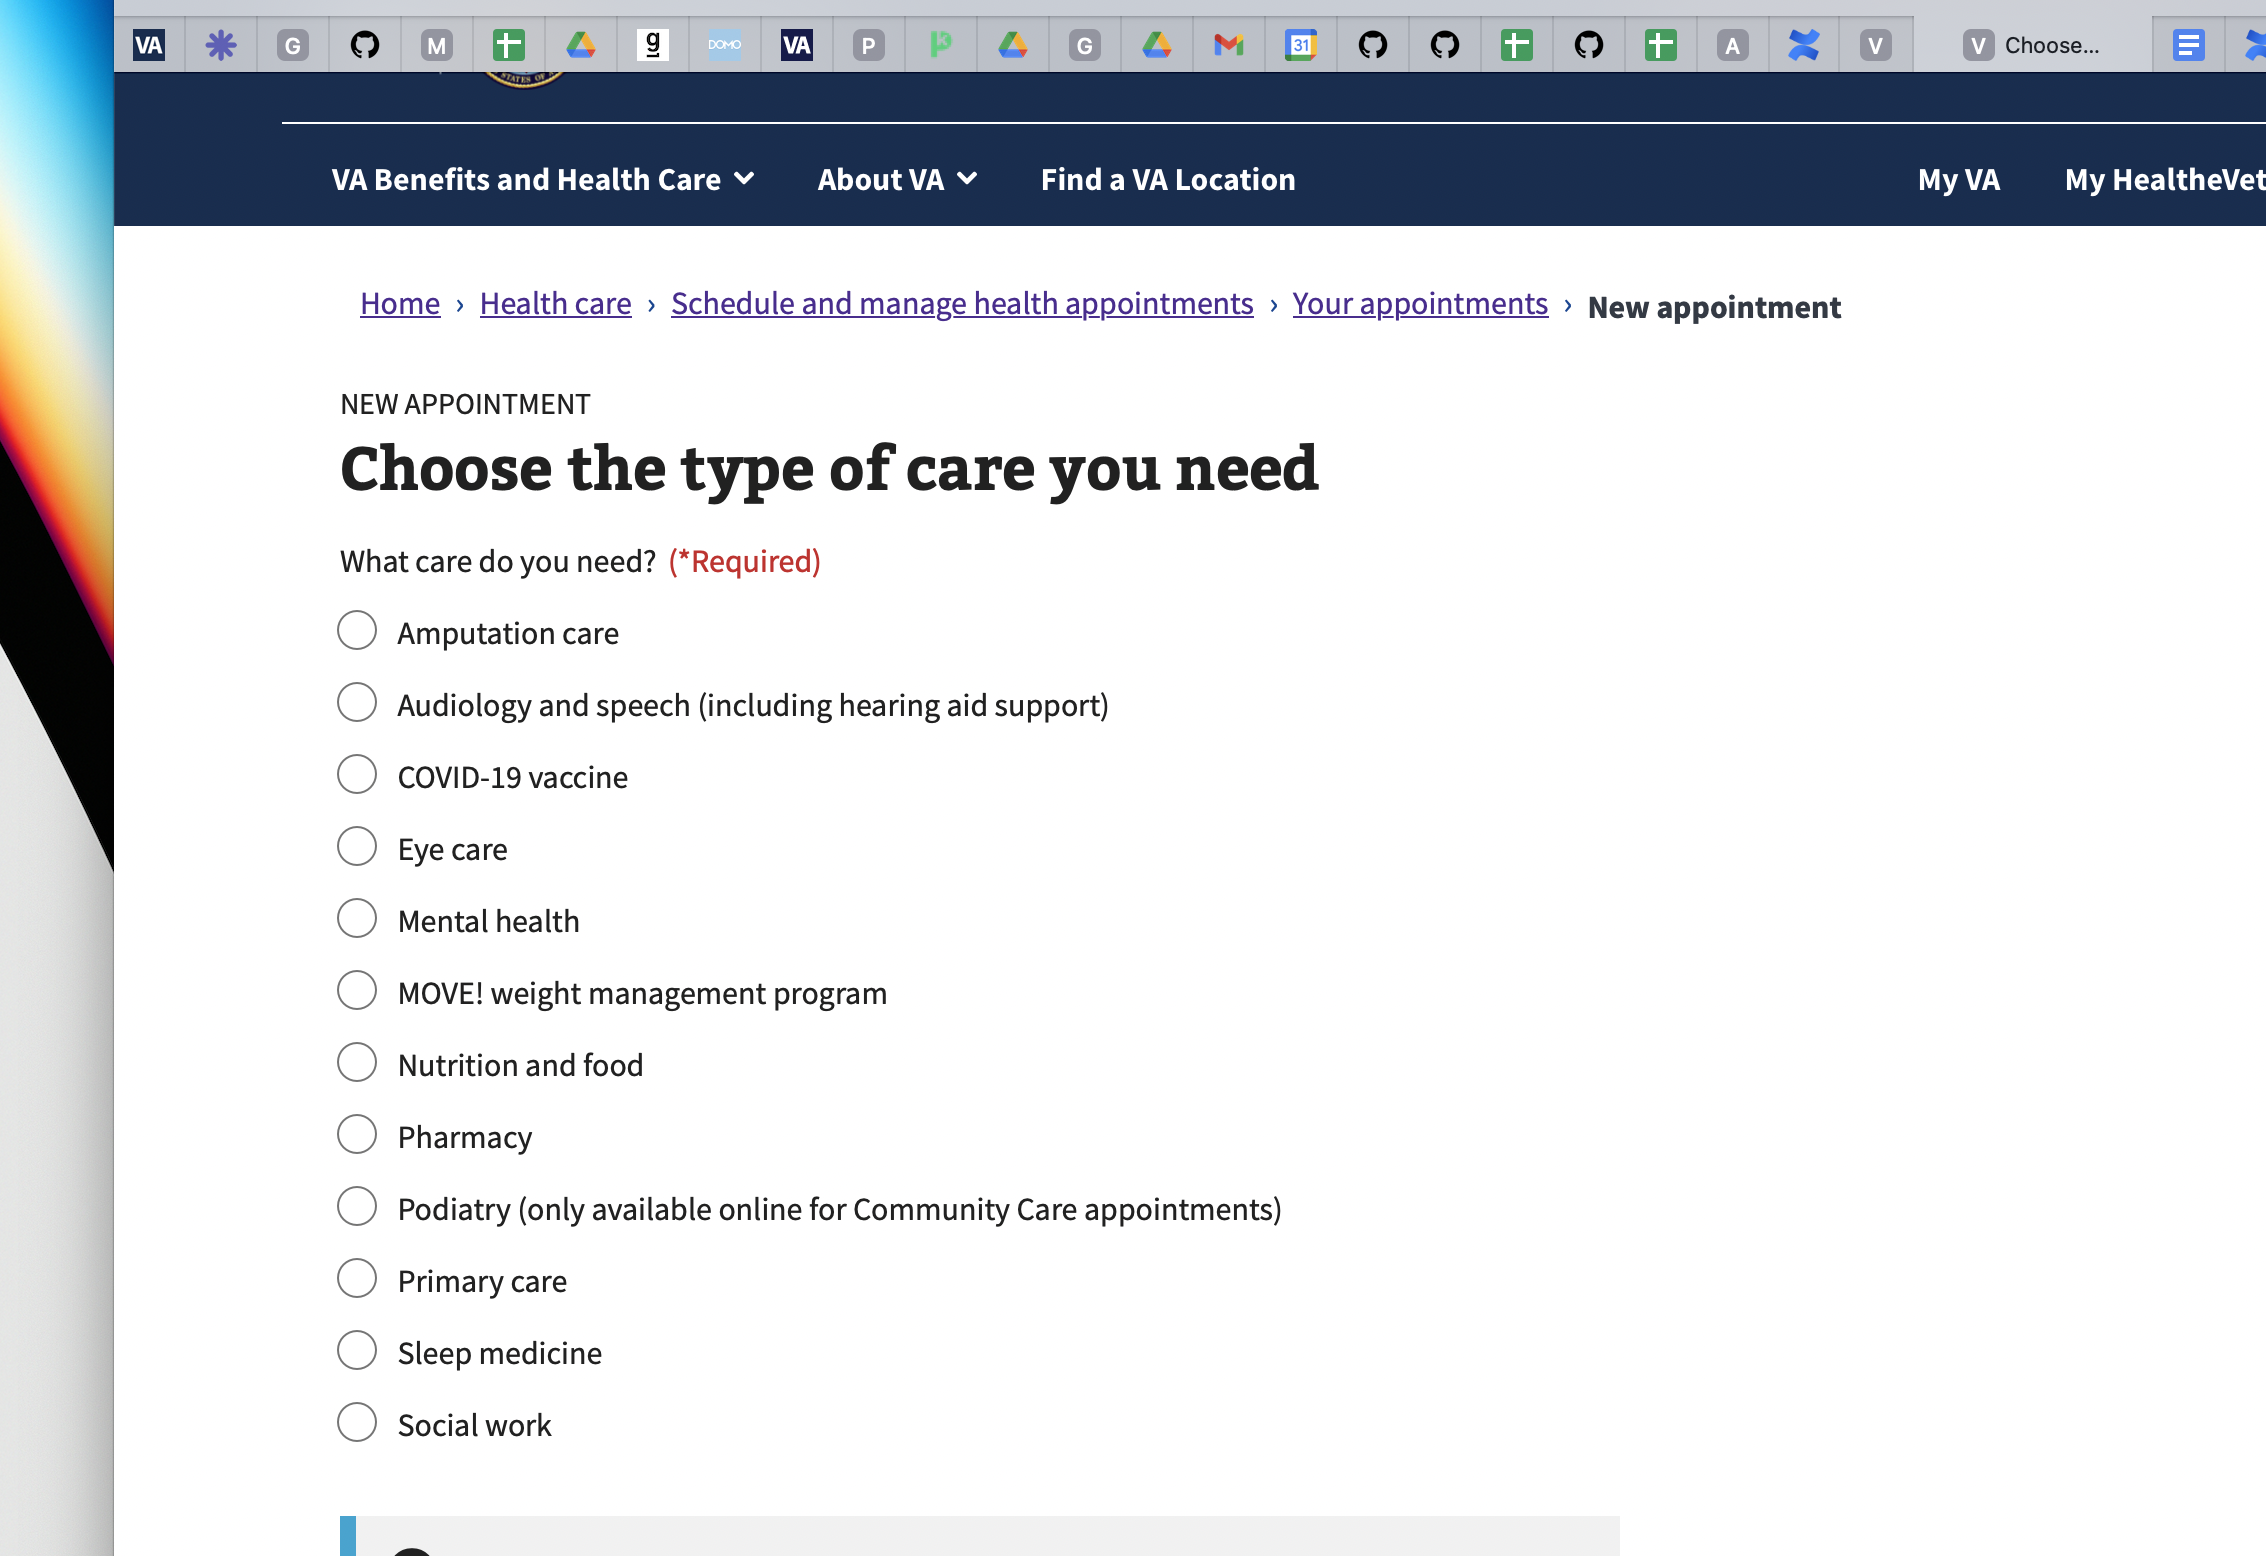 VA G M g DOMO VA P G 31 A V V Choose...
STATES OF A
VA Benefits and Health Care About VA Find a VA Location My VA My HealtheVet
Home › Health care › Schedule and manage health appointments › Your appointments › New appointment
NEW APPOINTMENT
Choose the type of care you need
What care do you need? (*Required)
Amputation care
Audiology and speech (including hearing aid support)
COVID-19 vaccine
Eye care
Mental health
MOVE! weight management program
Nutrition and food
Pharmacy
Podiatry (only available online for Community Care appointments)
Primary care
Sleep medicine
Social work